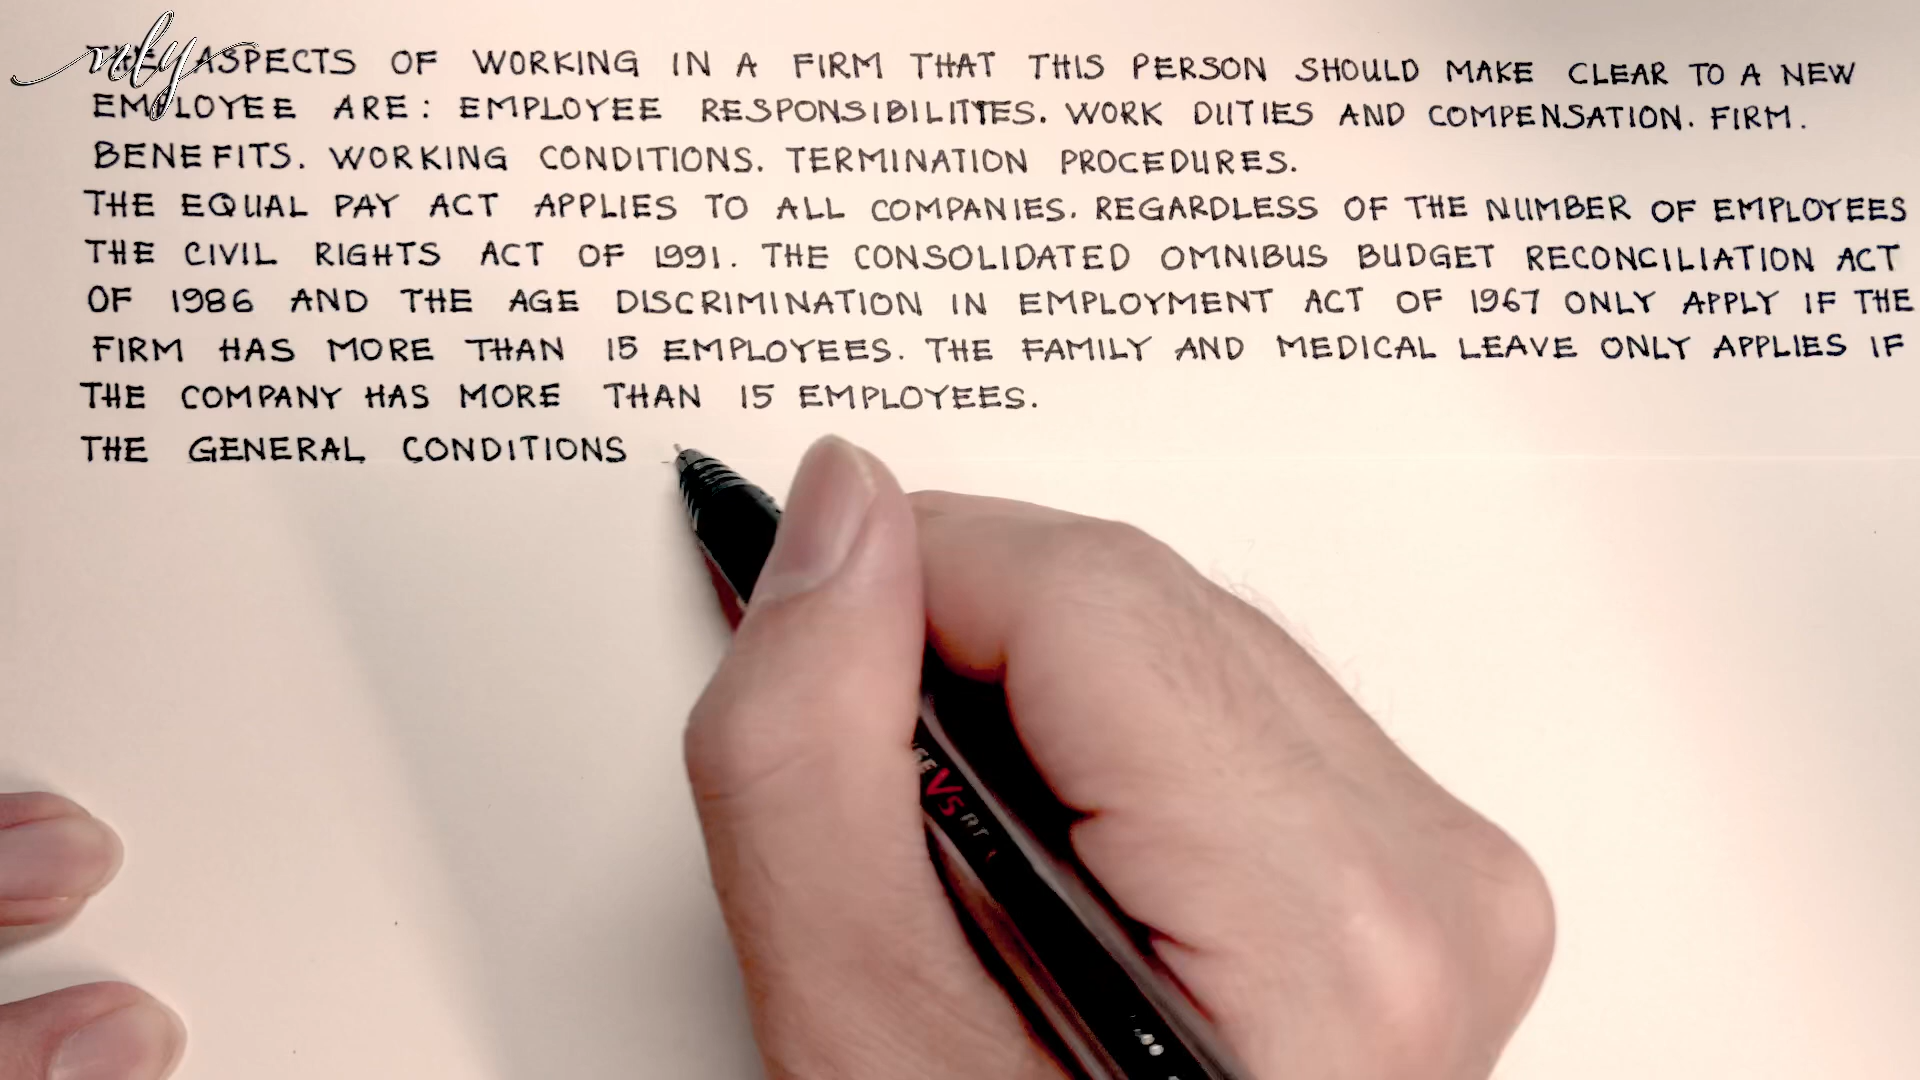 THE ASPECTS OF WORKING IN A FIRM THAT THIS PERSON SHOULD MAKE CLEAR TO A NEW
EMPLOYEE ARE: EMPLOYEE RESPONSIBILITIES. WORK DUTIES AND COMPENSATION. FIRM.
BENEFITS. WORKING CONDITIONS. TERMINATION PROCEDURES.
THE EQUAL PAY ACT APPLIES TO ALL COMPANIES. REGARDLESS OF THE NUMBER OF EMPLOYEES
THE CIVIL RIGHTS ACT OF 1991. THE CONSOLIDATED OMNIBUS BUDGET RECONCILIATION ACT
OF 1986 AND THE AGE DISCRIMINATION IN EMPLOYMENT ACT OF 1967 ONLY APPLY IF THE
FIRM HAS MORE THAN 15 EMPLOYEES. THE FAMILY AND MEDICAL LEAVE ONLY APPLIES IF
THE COMPANY HAS MORE THAN 15 EMPLOYEES.
THE GENERAL CONDITIONS
V5 RT